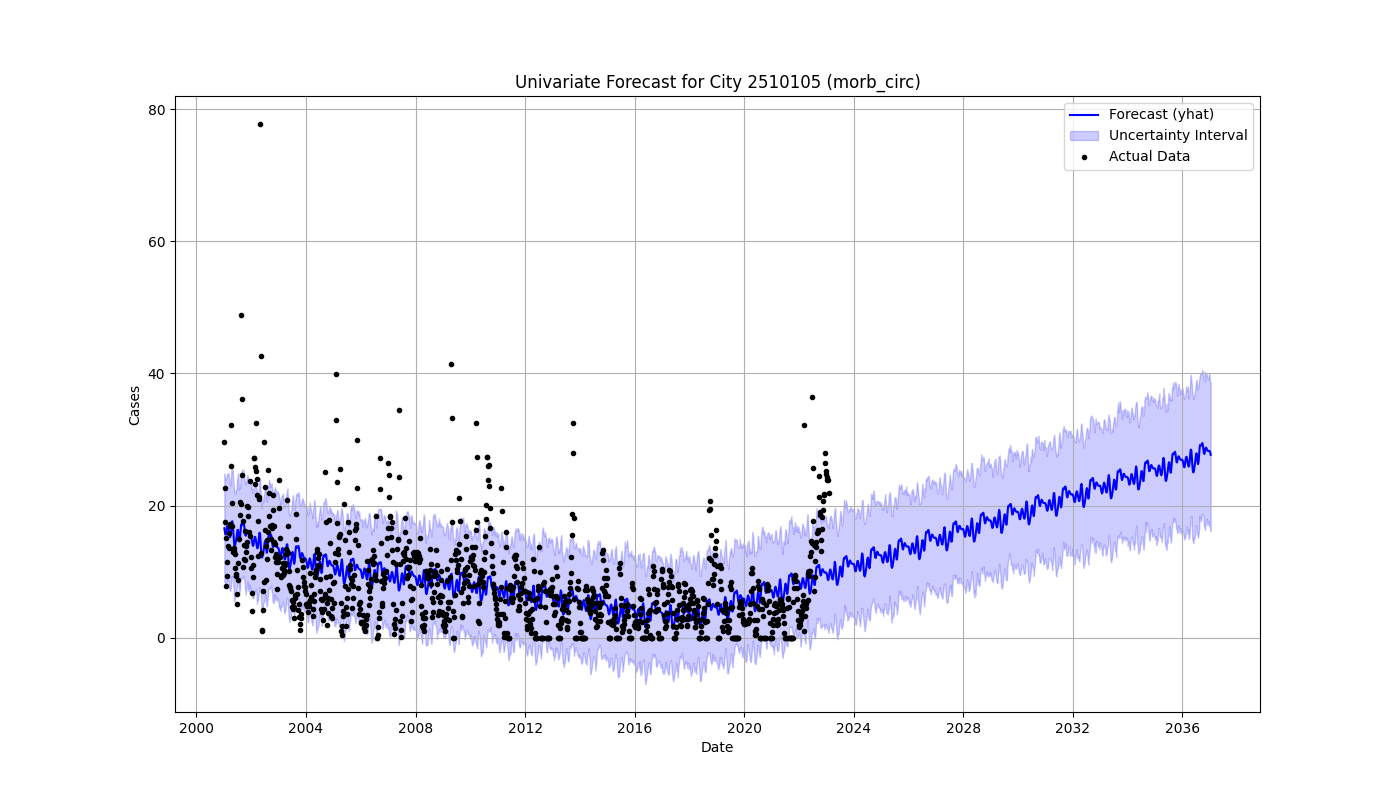 Univariate Forecast for City 2510105 (morb_circ)
Forecast (yhat)
Uncertainty Interval
Actual Data
80
60
40
20
0
Cases
2000 2004 2008 2012 2016 2020 2024 2028 2032 2036
Date